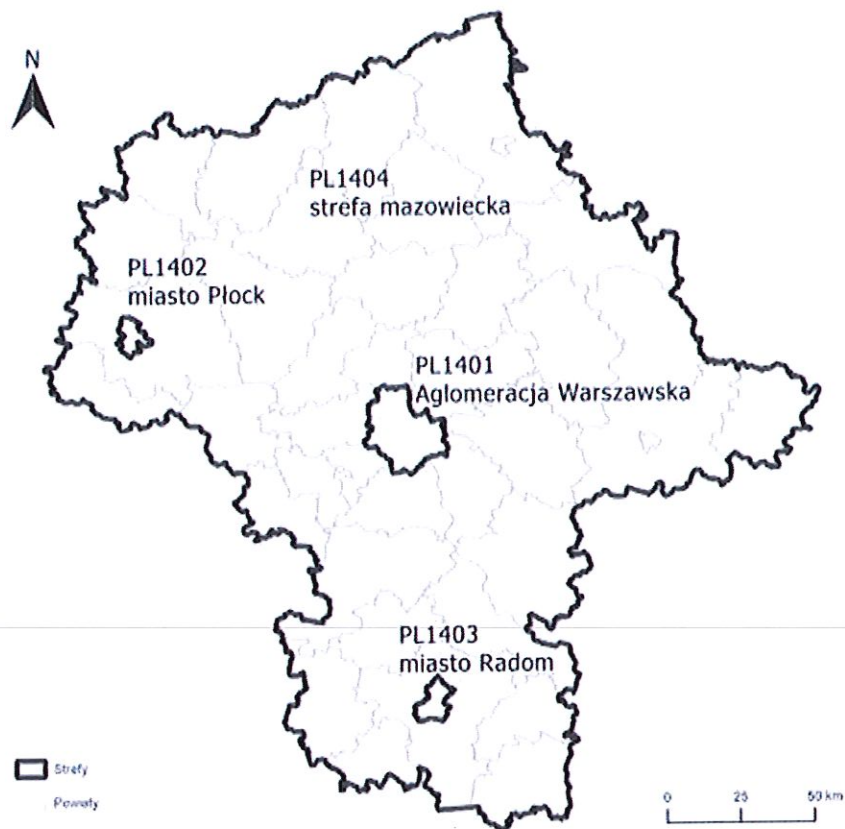 N
PL1404
strefa mazowiecka
PL1402
miasto Płock
PL1401
Aglomeracja Warszawska
PL1403
miasto Radom
Strefy
Powiaty
0 25 50 km